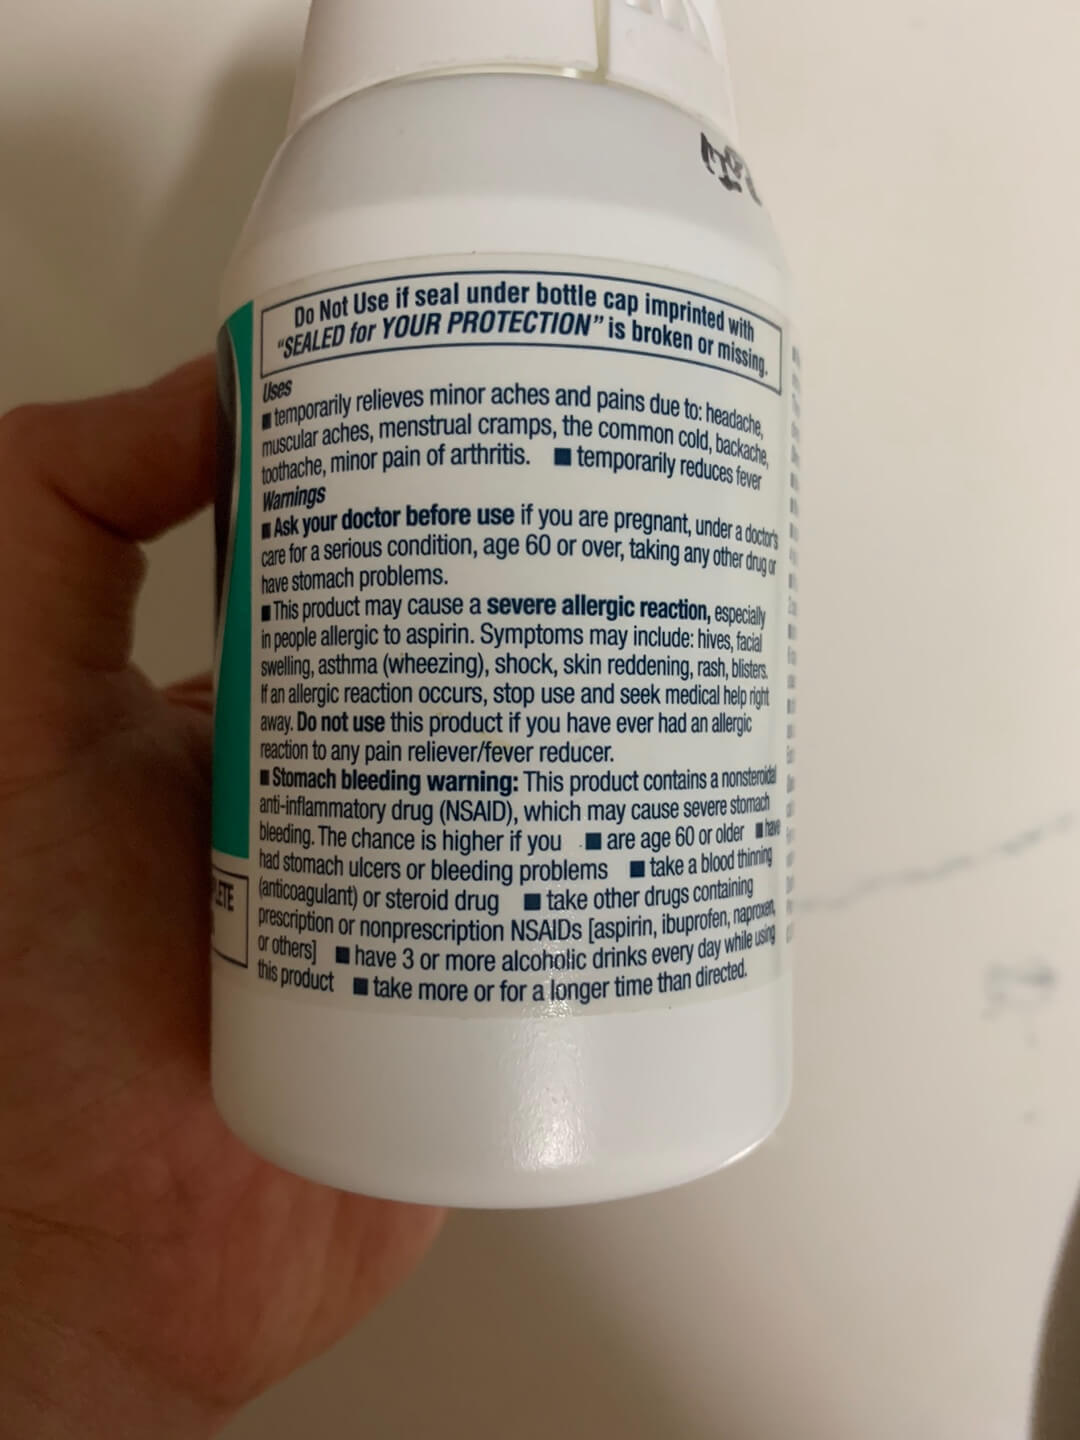 Do Not Use if seal under bottle cap imprinted with
“SEALED for YOUR PROTECTION” is broken or missing.
Uses
■ temporarily relieves minor aches and pains due to: headache,
muscular aches, menstrual cramps, the common cold, backache,
toothache, minor pain of arthritis. ■ temporarily reduces fever
Warnings
■ Ask your doctor before use if you are pregnant, under a doctor's
care for a serious condition, age 60 or over, taking any other drug or
have stomach problems.
■ This product may cause a severe allergic reaction, especially
in people allergic to aspirin. Symptoms may include: hives, facial
swelling, asthma (wheezing), shock, skin reddening, rash, blisters.
If an allergic reaction occurs, stop use and seek medical help right
away. Do not use this product if you have ever had an allergic
reaction to any pain reliever/fever reducer.
■ Stomach bleeding warning: This product contains a nonsteroidal
anti-inflammatory drug (NSAID), which may cause severe stomach
bleeding. The chance is higher if you ■ are age 60 or older ■ have
had stomach ulcers or bleeding problems ■ take a blood thinning
(anticoagulant) or steroid drug ■ take other drugs containing
prescription or nonprescription NSAIDs [aspirin, ibuprofen, naproxen,
or others] ■ have 3 or more alcoholic drinks every day while using
this product ■ take more or for a longer time than directed.